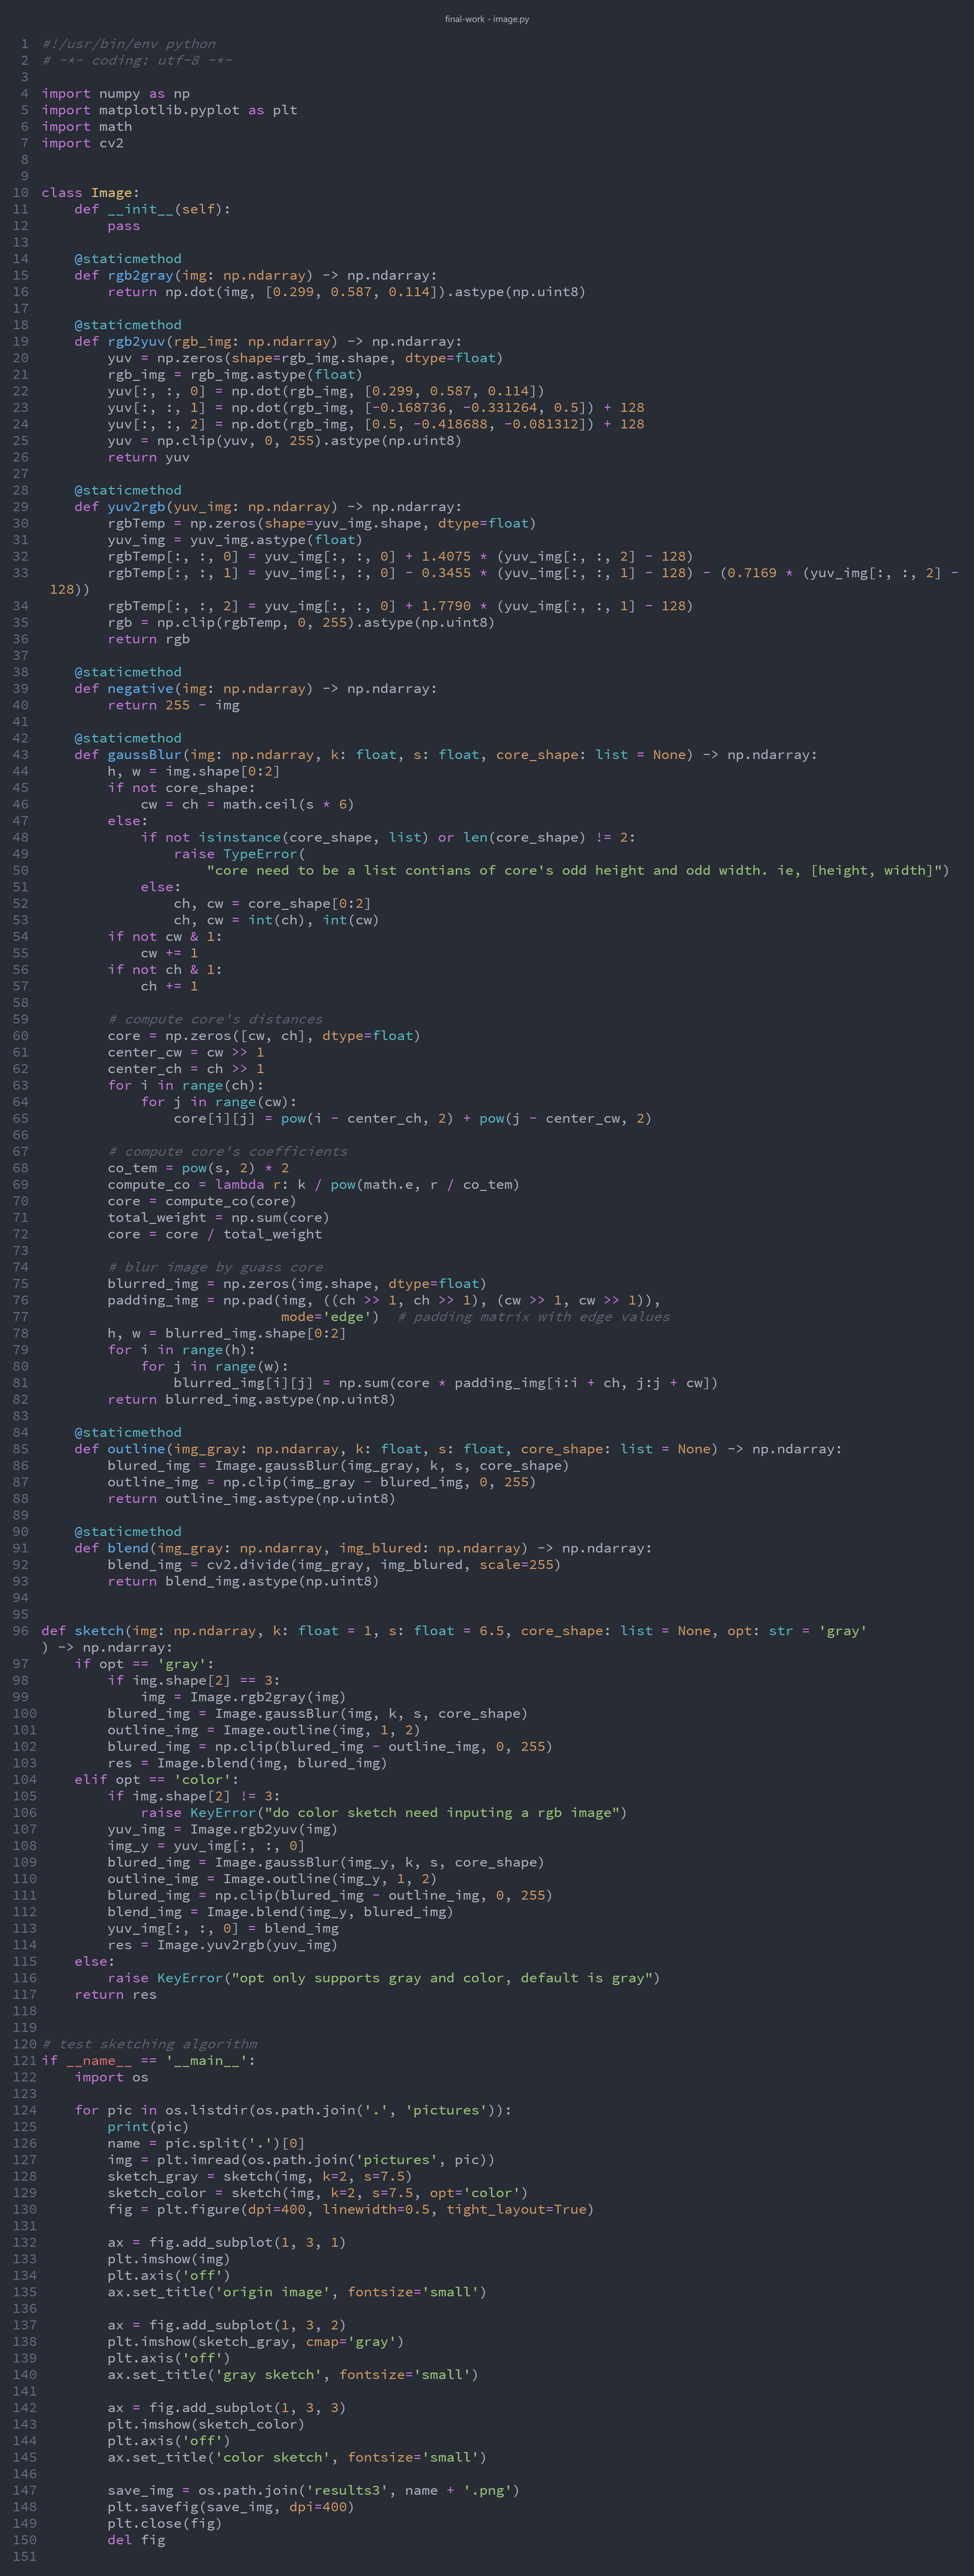 final-work - image.py
1 #!/usr/bin/env python
2 # -*- coding: utf-8 -*-
3
4 import numpy as np
5 import matplotlib.pyplot as plt
6 import math
7 import cv2
8
9
10 class Image:
11     def __init__(self):
12         pass
13
14     @staticmethod
15     def rgb2gray(img: np.ndarray) -> np.ndarray:
16         return np.dot(img, [0.299, 0.587, 0.114]).astype(np.uint8)
17
18     @staticmethod
19     def rgb2yuv(rgb_img: np.ndarray) -> np.ndarray:
20         yuv = np.zeros(shape=rgb_img.shape, dtype=float)
21         rgb_img = rgb_img.astype(float)
22         yuv[:, :, 0] = np.dot(rgb_img, [0.299, 0.587, 0.114])
23         yuv[:, :, 1] = np.dot(rgb_img, [-0.168736, -0.331264, 0.5]) + 128
24         yuv[:, :, 2] = np.dot(rgb_img, [0.5, -0.418688, -0.081312]) + 128
25         yuv = np.clip(yuv, 0, 255).astype(np.uint8)
26         return yuv
27
28     @staticmethod
29     def yuv2rgb(yuv_img: np.ndarray) -> np.ndarray:
30         rgbTemp = np.zeros(shape=yuv_img.shape, dtype=float)
31         yuv_img = yuv_img.astype(float)
32         rgbTemp[:, :, 0] = yuv_img[:, :, 0] + 1.4075 * (yuv_img[:, :, 2] - 128)
33         rgbTemp[:, :, 1] = yuv_img[:, :, 0] - 0.3455 * (yuv_img[:, :, 1] - 128) - (0.7169 * (yuv_img[:, :, 2] -
128))
34         rgbTemp[:, :, 2] = yuv_img[:, :, 0] + 1.7790 * (yuv_img[:, :, 1] - 128)
35         rgb = np.clip(rgbTemp, 0, 255).astype(np.uint8)
36         return rgb
37
38     @staticmethod
39     def negative(img: np.ndarray) -> np.ndarray:
40         return 255 - img
41
42     @staticmethod
43     def gaussBlur(img: np.ndarray, k: float, s: float, core_shape: list = None) -> np.ndarray:
44         h, w = img.shape[0:2]
45         if not core_shape:
46             cw = ch = math.ceil(s * 6)
47         else:
48             if not isinstance(core_shape, list) or len(core_shape) != 2:
49                 raise TypeError(
50                     "core need to be a list contians of core's odd height and odd width. ie, [height, width]")
51             else:
52                 ch, cw = core_shape[0:2]
53                 ch, cw = int(ch), int(cw)
54         if not cw & 1:
55             cw += 1
56         if not ch & 1:
57             ch += 1
58
59         # compute core's distances
60         core = np.zeros([cw, ch], dtype=float)
61         center_cw = cw >> 1
62         center_ch = ch >> 1
63         for i in range(ch):
64             for j in range(cw):
65                 core[i][j] = pow(i - center_ch, 2) + pow(j - center_cw, 2)
66
67         # compute core's coefficients
68         co_tem = pow(s, 2) * 2
69         compute_co = lambda r: k / pow(math.e, r / co_tem)
70         core = compute_co(core)
71         total_weight = np.sum(core)
72         core = core / total_weight
73
74         # blur image by guass core
75         blurred_img = np.zeros(img.shape, dtype=float)
76         padding_img = np.pad(img, ((ch >> 1, ch >> 1), (cw >> 1, cw >> 1)),
77                              mode='edge')  # padding matrix with edge values
78         h, w = blurred_img.shape[0:2]
79         for i in range(h):
80             for j in range(w):
81                 blurred_img[i][j] = np.sum(core * padding_img[i:i + ch, j:j + cw])
82         return blurred_img.astype(np.uint8)
83
84     @staticmethod
85     def outline(img_gray: np.ndarray, k: float, s: float, core_shape: list = None) -> np.ndarray:
86         blured_img = Image.gaussBlur(img_gray, k, s, core_shape)
87         outline_img = np.clip(img_gray - blured_img, 0, 255)
88         return outline_img.astype(np.uint8)
89
90     @staticmethod
91     def blend(img_gray: np.ndarray, img_blured: np.ndarray) -> np.ndarray:
92         blend_img = cv2.divide(img_gray, img_blured, scale=255)
93         return blend_img.astype(np.uint8)
94
95
96 def sketch(img: np.ndarray, k: float = 1, s: float = 6.5, core_shape: list = None, opt: str = 'gray'
) -> np.ndarray:
97     if opt == 'gray':
98         if img.shape[2] == 3:
99             img = Image.rgb2gray(img)
100         blured_img = Image.gaussBlur(img, k, s, core_shape)
101         outline_img = Image.outline(img, 1, 2)
102         blured_img = np.clip(blured_img - outline_img, 0, 255)
103         res = Image.blend(img, blured_img)
104     elif opt == 'color':
105         if img.shape[2] != 3:
106             raise KeyError("do color sketch need inputing a rgb image")
107         yuv_img = Image.rgb2yuv(img)
108         img_y = yuv_img[:, :, 0]
109         blured_img = Image.gaussBlur(img_y, k, s, core_shape)
110         outline_img = Image.outline(img_y, 1, 2)
111         blured_img = np.clip(blured_img - outline_img, 0, 255)
112         blend_img = Image.blend(img_y, blured_img)
113         yuv_img[:, :, 0] = blend_img
114         res = Image.yuv2rgb(yuv_img)
115     else:
116         raise KeyError("opt only supports gray and color, default is gray")
117     return res
118
119
120 # test sketching algorithm
121 if __name__ == '__main__':
122     import os
123
124     for pic in os.listdir(os.path.join('.', 'pictures')):
125         print(pic)
126         name = pic.split('.')[0]
127         img = plt.imread(os.path.join('pictures', pic))
128         sketch_gray = sketch(img, k=2, s=7.5)
129         sketch_color = sketch(img, k=2, s=7.5, opt='color')
130         fig = plt.figure(dpi=400, linewidth=0.5, tight_layout=True)
131
132         ax = fig.add_subplot(1, 3, 1)
133         plt.imshow(img)
134         plt.axis('off')
135         ax.set_title('origin image', fontsize='small')
136
137         ax = fig.add_subplot(1, 3, 2)
138         plt.imshow(sketch_gray, cmap='gray')
139         plt.axis('off')
140         ax.set_title('gray sketch', fontsize='small')
141
142         ax = fig.add_subplot(1, 3, 3)
143         plt.imshow(sketch_color)
144         plt.axis('off')
145         ax.set_title('color sketch', fontsize='small')
146
147         save_img = os.path.join('results3', name + '.png')
148         plt.savefig(save_img, dpi=400)
149         plt.close(fig)
150         del fig
151